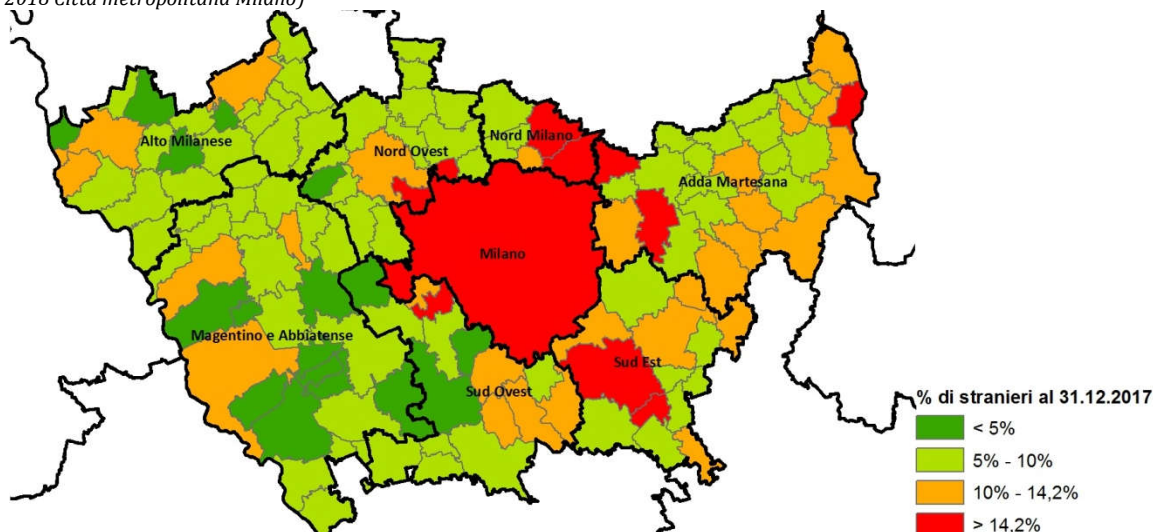 2018 Città metropolitana Milano)
Alto Milanese
Nord Ovest
Nord Milano
Adda Martesana
Milano
Magentino e Abbiatense
Sud Ovest
Sud Est
% di stranieri al 31.12.2017
< 5%
5% - 10%
10% - 14,2%
> 14,2%